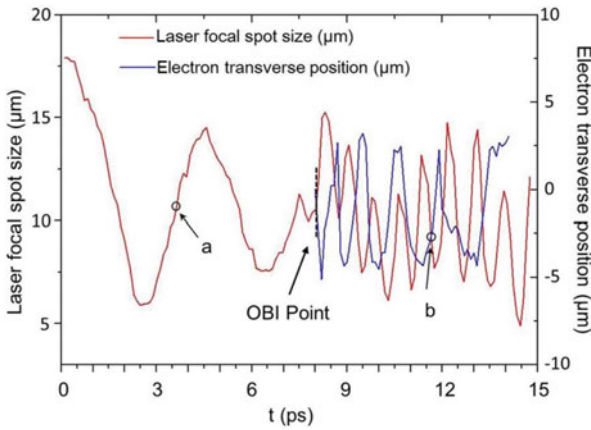 20
15
10
5
Laser focal spot size (μm)
Laser focal spot size (μm)
Electron transverse position (μm)
a
OBI Point
b
10
5
0
-5
-10
Electron transverse position (μm)
0 3 6 9 12 15
t (ps)